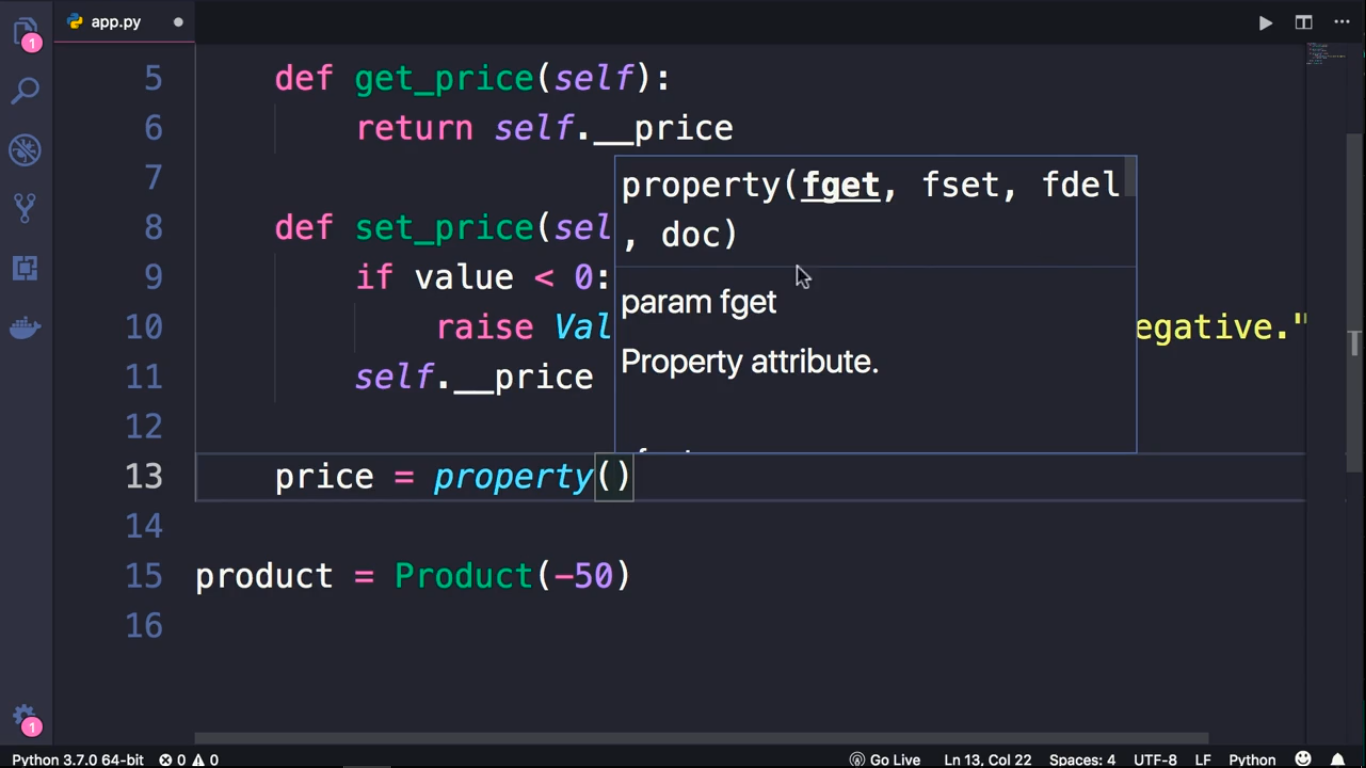 app.py
1
5 def get_price(self):
6 return self.__price
7
property(fget, fset, fdel
, doc)
8 def set_price(sel
9 if value < 0:
param fget
10 raise Val
egative."
Property attribute.
11 self.__price
12
13 price = property()
14
15 product = Product(-50)
16
1
Python 3.7.0 64-bit 0 0 Go Live Ln 13, Col 22 Spaces: 4 UTF-8 LF Python